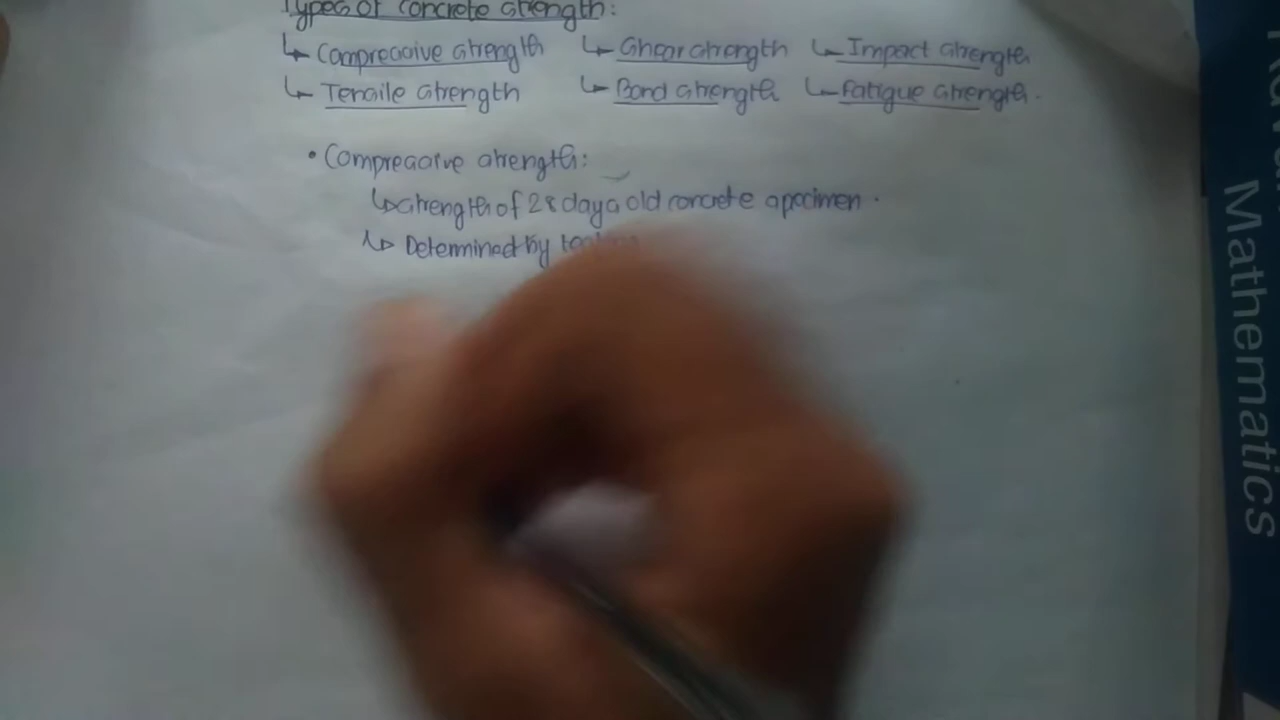 Types of concrete strength:
↳ Compressive strength ↳ Shear strength ↳ Impact strength
↳ Tensile strength ↳ Bond strength ↳ Fatigue strength.
• Compressive strength:
↳ strength of 28 days old concrete specimen.
↳ Determined by
Mathematics